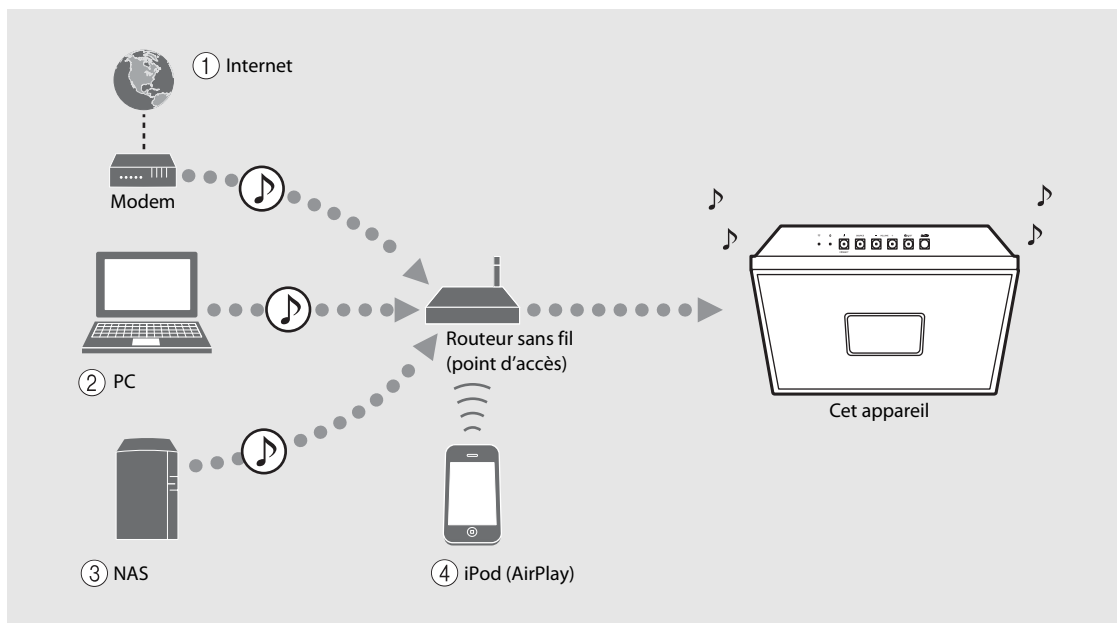 ① Internet
Modem
② PC
③ NAS
Routeur sans fil
(point d’accès)
④ iPod (AirPlay)
Cet appareil